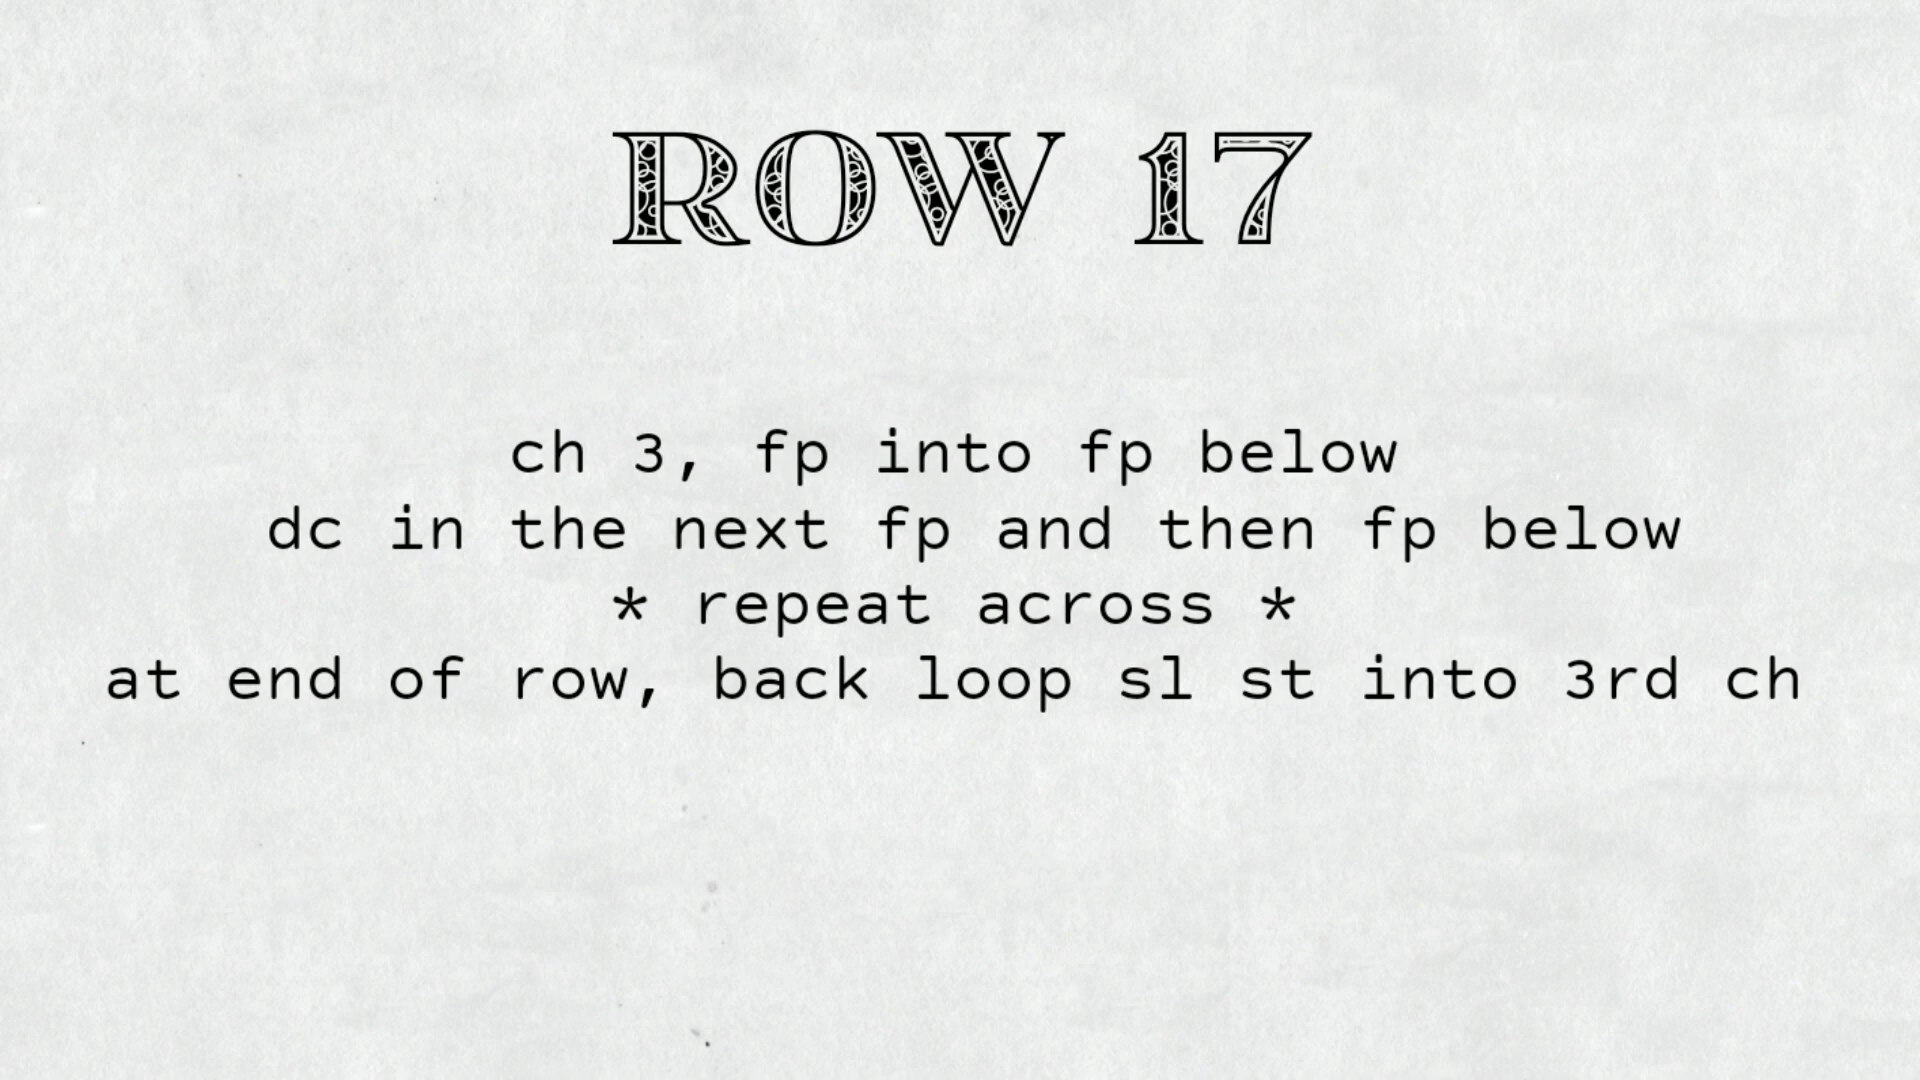 ROW 17
ch 3, fp into fp below
dc in the next fp and then fp below
* repeat across *
at end of row, back loop sl st into 3rd ch